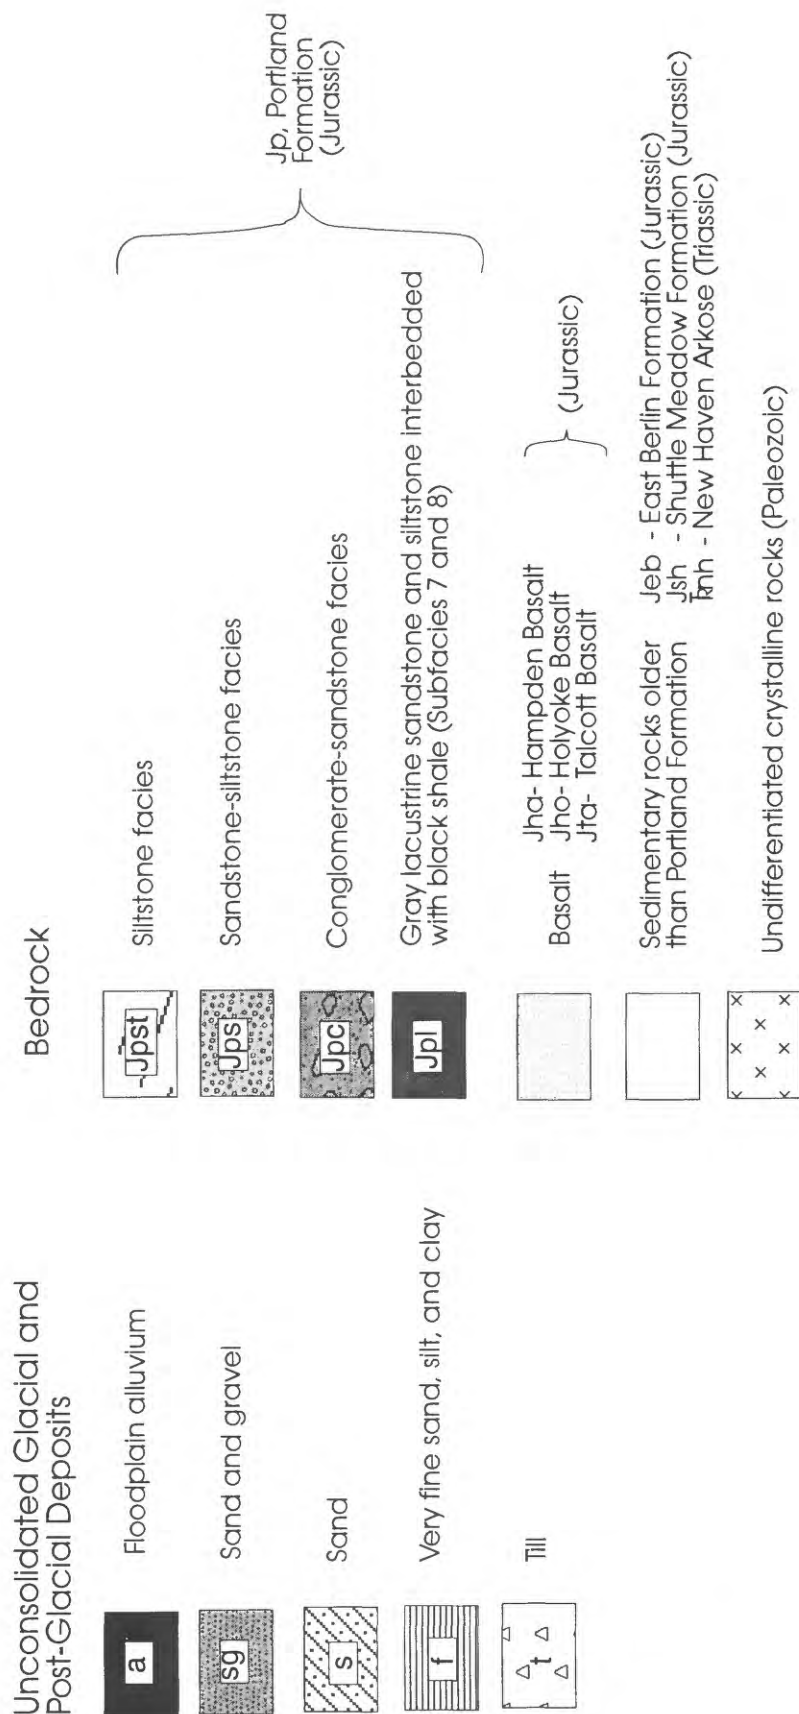 Unconsolidated Glacial and
Post-Glacial Deposits
a Floodplain alluvium
sg Sand and gravel
s Sand
f Very fine sand, silt, and clay
t Till
Bedrock
Jpst Siltstone facies
Jps Sandstone-siltstone facies
Jpc Conglomerate-sandstone facies
Jpl Gray lacustrine sandstone and siltstone interbedded
with black shale (Subfacies 7 and 8)
Jp, Portland
Formation
(Jurassic)
Basalt Jha- Hampden Basalt
Jho- Holyoke Basalt
Jta- Talcott Basalt
(Jurassic)
Sedimentary rocks older
than Portland Formation
Jeb - East Berlin Formation (Jurassic)
Jsh - Shuttle Meadow Formation (Jurassic)
Ꞧnh - New Haven Arkose (Triassic)
Undifferentiated crystalline rocks (Paleozoic)